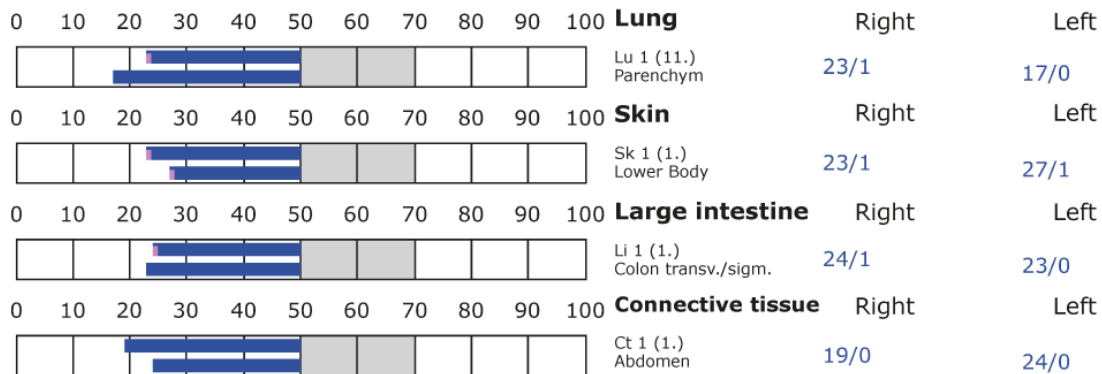 0 10 20 30 40 50 60 70 80 90 100 Lung Right Left
Lu 1 (11.)
Parenchym 23/1 17/0
0 10 20 30 40 50 60 70 80 90 100 Skin
Sk 1 (1.)
Lower Body 23/1 27/1
0 10 20 30 40 50 60 70 80 90 100 Large intestine Right Left
Li 1 (1.)
Colon transv./sigm. 24/1 23/0
0 10 20 30 40 50 60 70 80 90 100 Connective tissue Right Left
Ct 1 (1.)
Abdomen 19/0 24/0